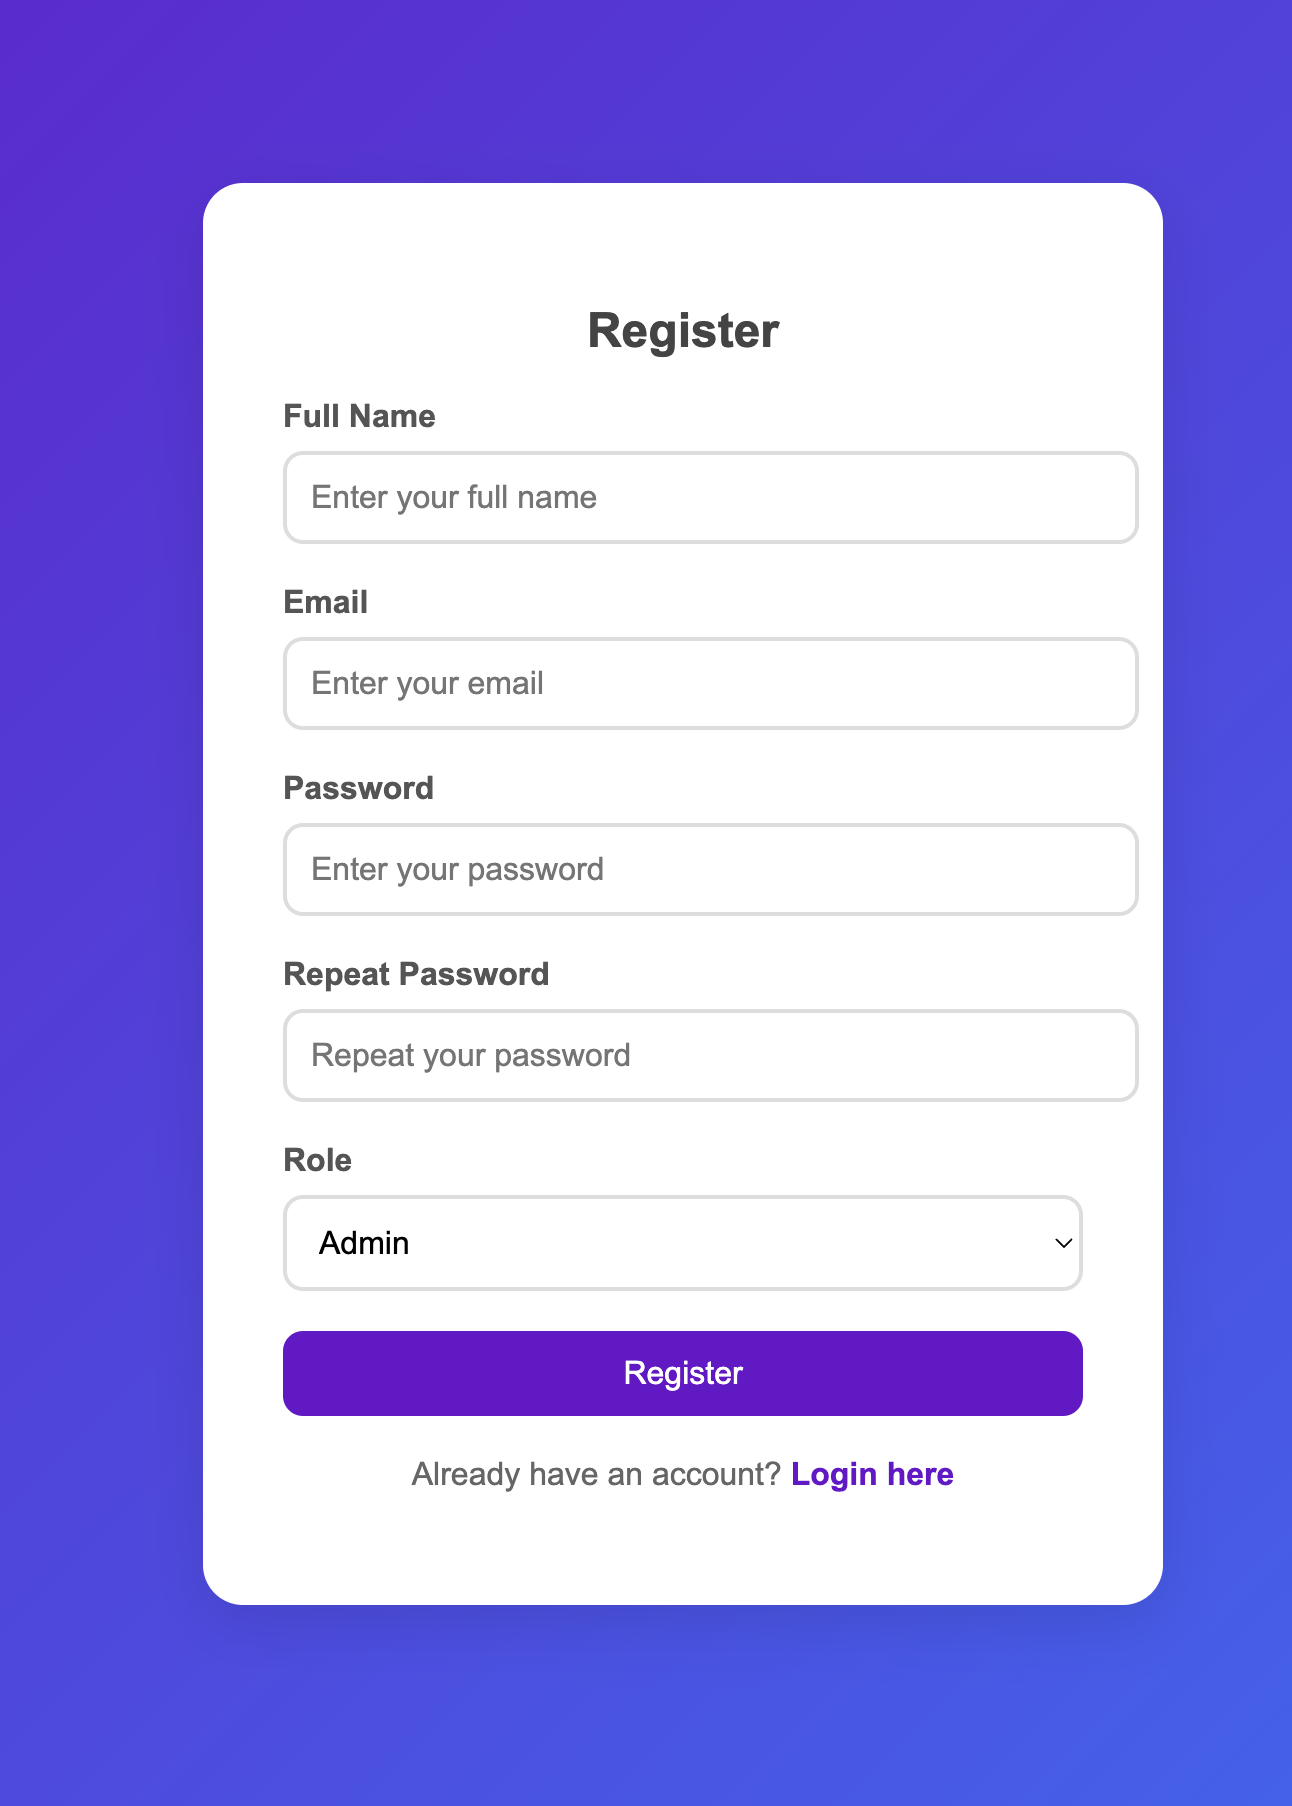 Register
Full Name
Enter your full name
Email
Enter your email
Password
Enter your password
Repeat Password
Repeat your password
Role
Admin
Register
Already have an account? Login here